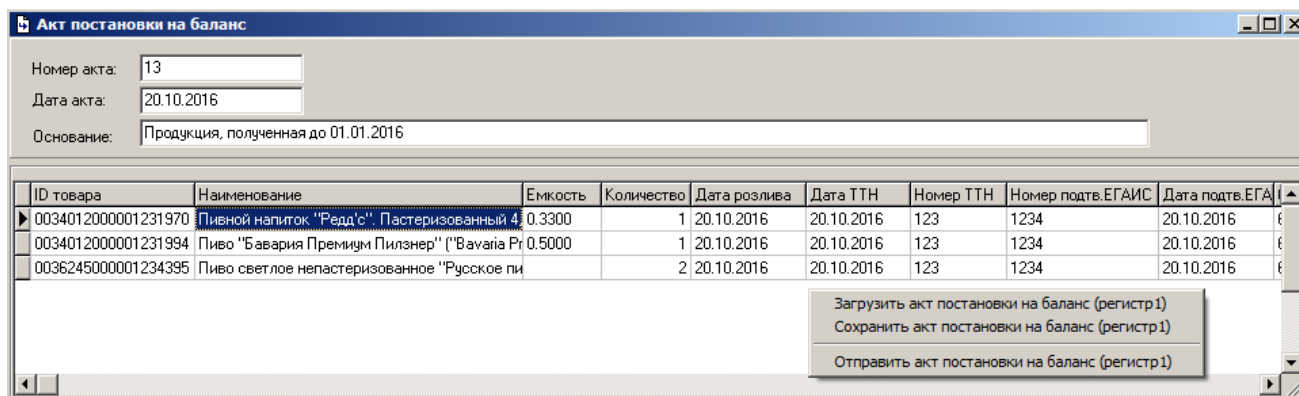 Акт постановки на баланс
Номер акта: 13
Дата акта: 20.10.2016
Основание: Продукция, полученная до 01.01.2016
ID товара Наименование Емкость Количество Дата розлива Дата ТТН Номер ТТН Номер подтв.ЕГАИС Дата подтв.ЕГА
0034012000001231970 Пивной напиток "Редд'с". Пастеризованный 4, 0.3300 1 20.10.2016 20.10.2016 123 1234 20.10.2016
0034012000001231994 Пиво "Бавария Премиум Пилзнер" ("Bavaria Pr 0.5000 1 20.10.2016 20.10.2016 123 1234 20.10.2016
0036245000001234395 Пиво светлое непастеризованное "Русское пи 2 20.10.2016 20.10.2016 123 1234 20.10.2016
Загрузить акт постановки на баланс (регистр1)
Сохранить акт постановки на баланс (регистр1)
Отправить акт постановки на баланс (регистр1)